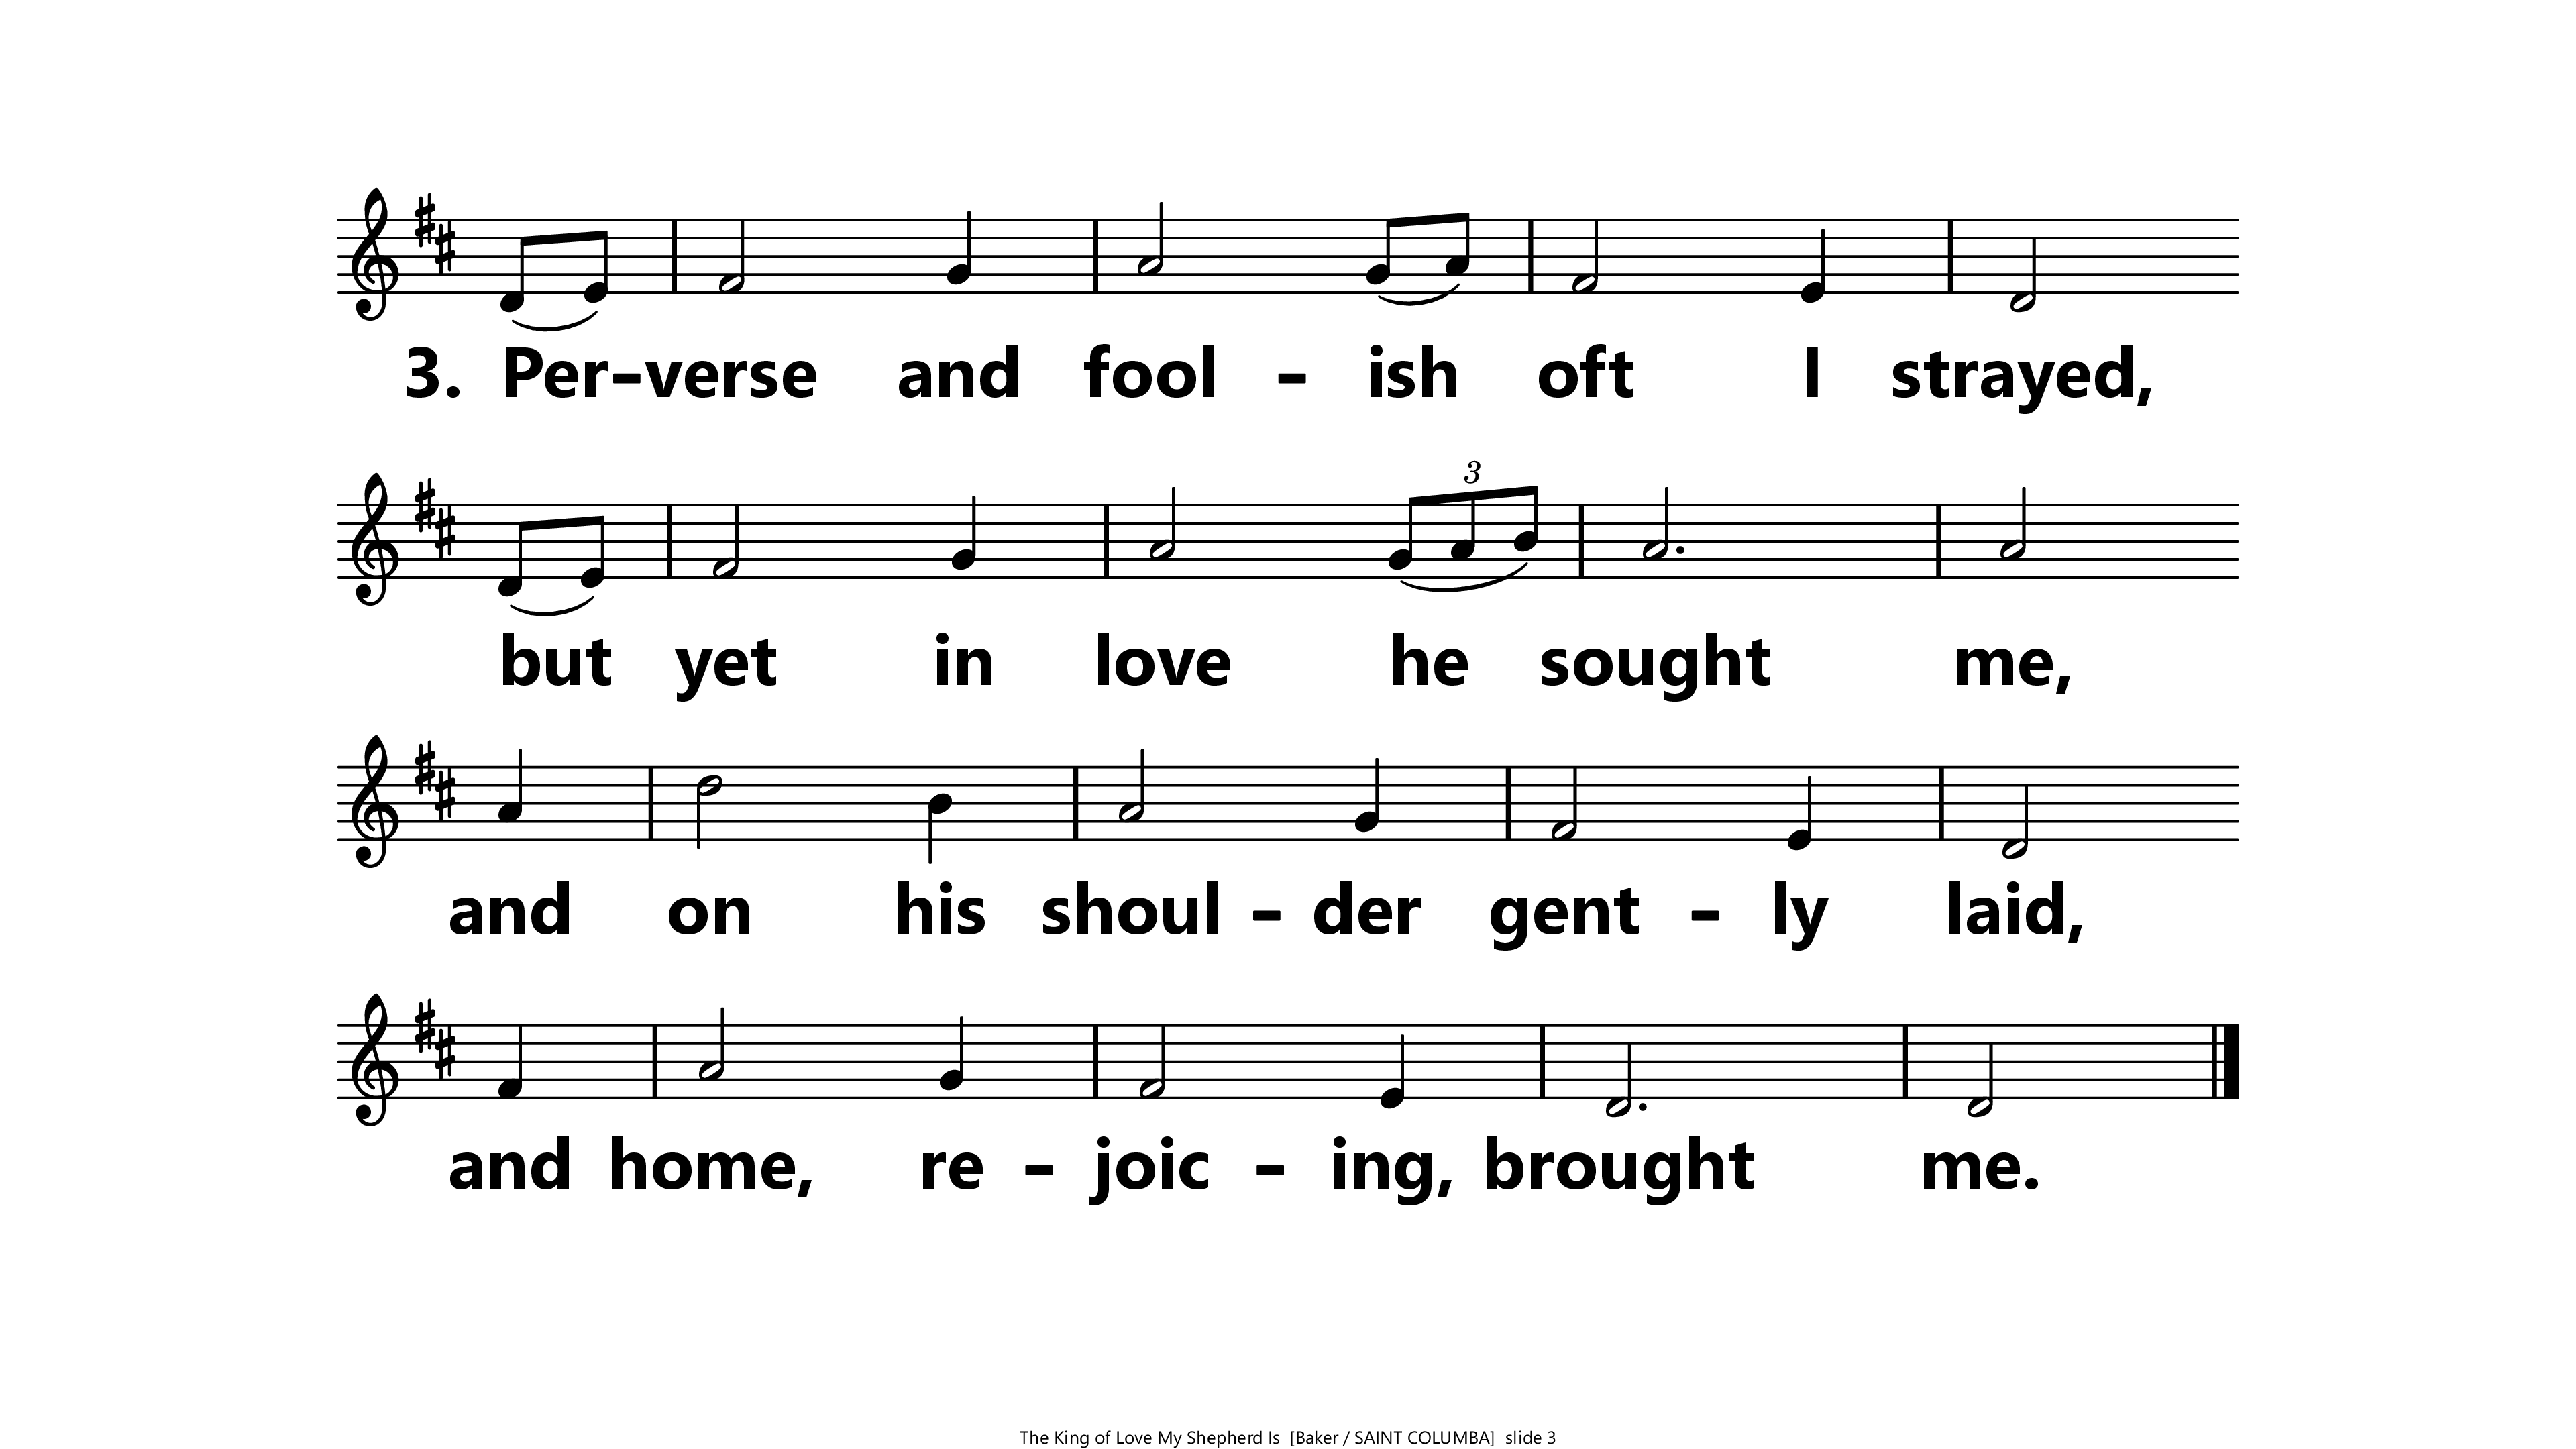 3. Per-verse and fool - ish oft I strayed,
3
but yet in love he sought me,
and on his shoul - der gent - ly laid,
and home, re - joic - ing, brought me.
The King of Love My Shepherd Is [Baker / SAINT COLUMBA] slide 3